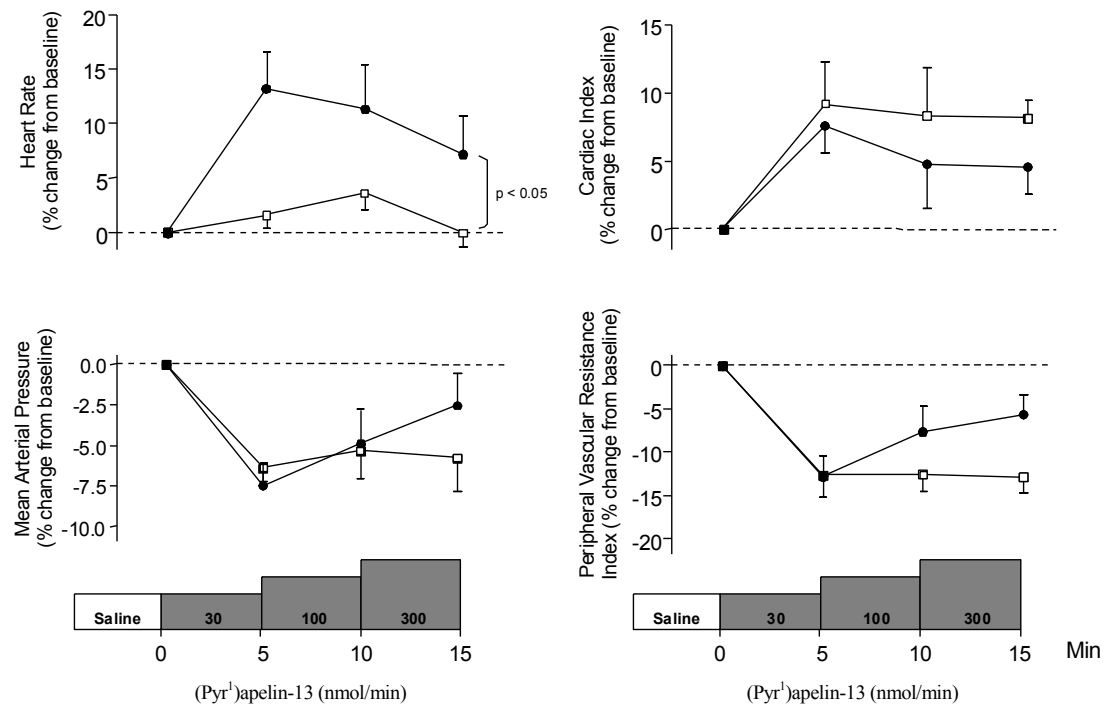 Heart Rate
(% change from baseline)
20
15
10
5
0
p < 0.05
Cardiac Index
(% change from baseline)
15
10
5
0
Mean Arterial Pressure
(% change from baseline)
0.0
-2.5
-5.0
-7.5
-10.0
Peripheral Vascular Resistance
Index (% change from baseline)
0
-5
-10
-15
-20
Saline 30 100 300
0 5 10 15
(Pyr¹)apelin-13 (nmol/min)
Saline 30 100 300
0 5 10 15 Min
(Pyr¹)apelin-13 (nmol/min)